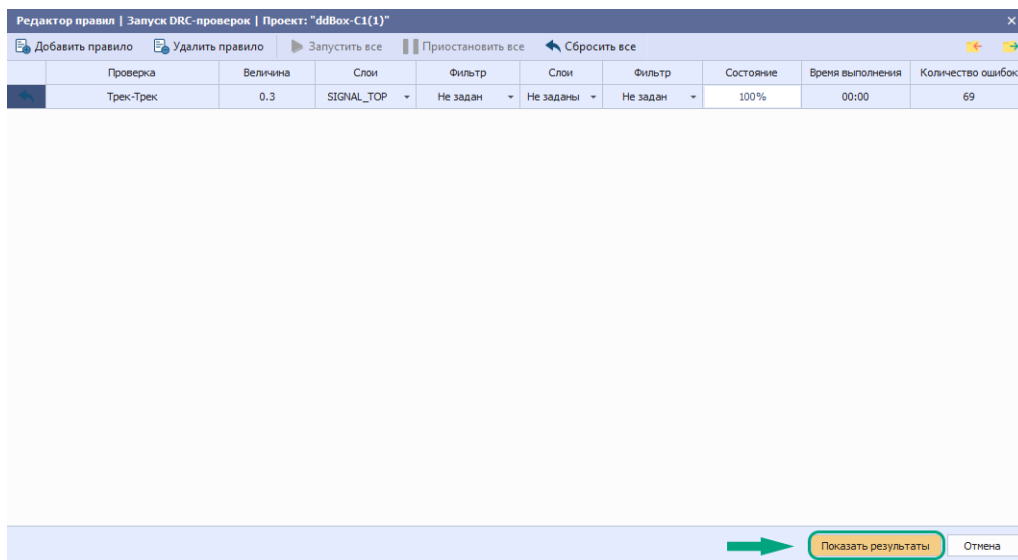 Редактор правил | Запуск DRC-проверок | Проект: "ddBox-C1(1)"
Добавить правило Удалить правило Запустить все Приостановить все Сбросить все
Проверка Величина Слои Фильтр Слои Фильтр Состояние Время выполнения Количество ошибок
Трек-Трек 0.3 SIGNAL_TOP Не задан Не заданы Не задан 100% 00:00 69
Показать результаты Отмена